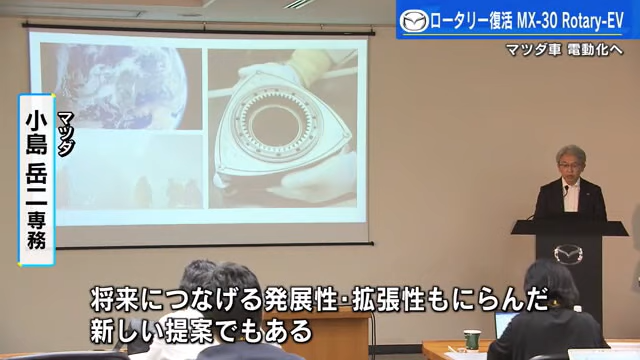 ロータリー復活 MX-30 Rotary-EV
マツダ車 電動化へ
マツダ
小島 岳二 専務
将来につなげる発展性・拡張性もにらんだ
新しい提案でもある